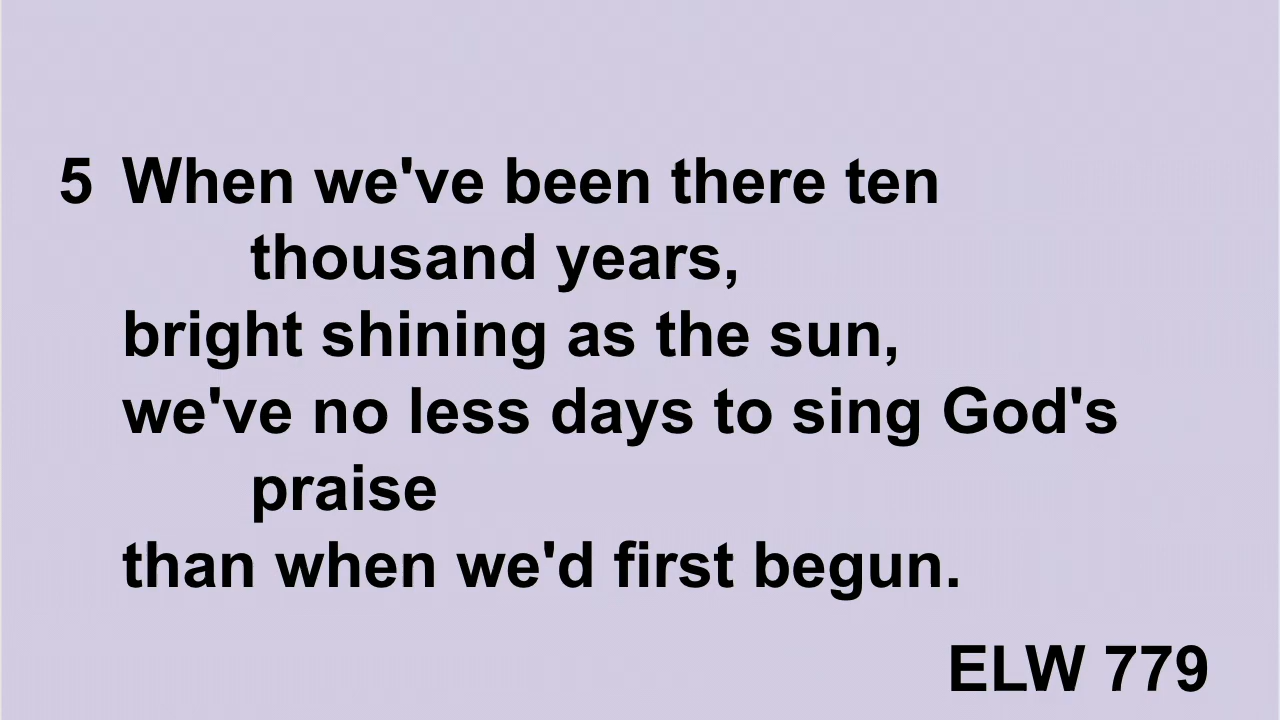 5 When we've been there ten
thousand years,
bright shining as the sun,
we've no less days to sing God's
praise
than when we'd first begun.
ELW 779